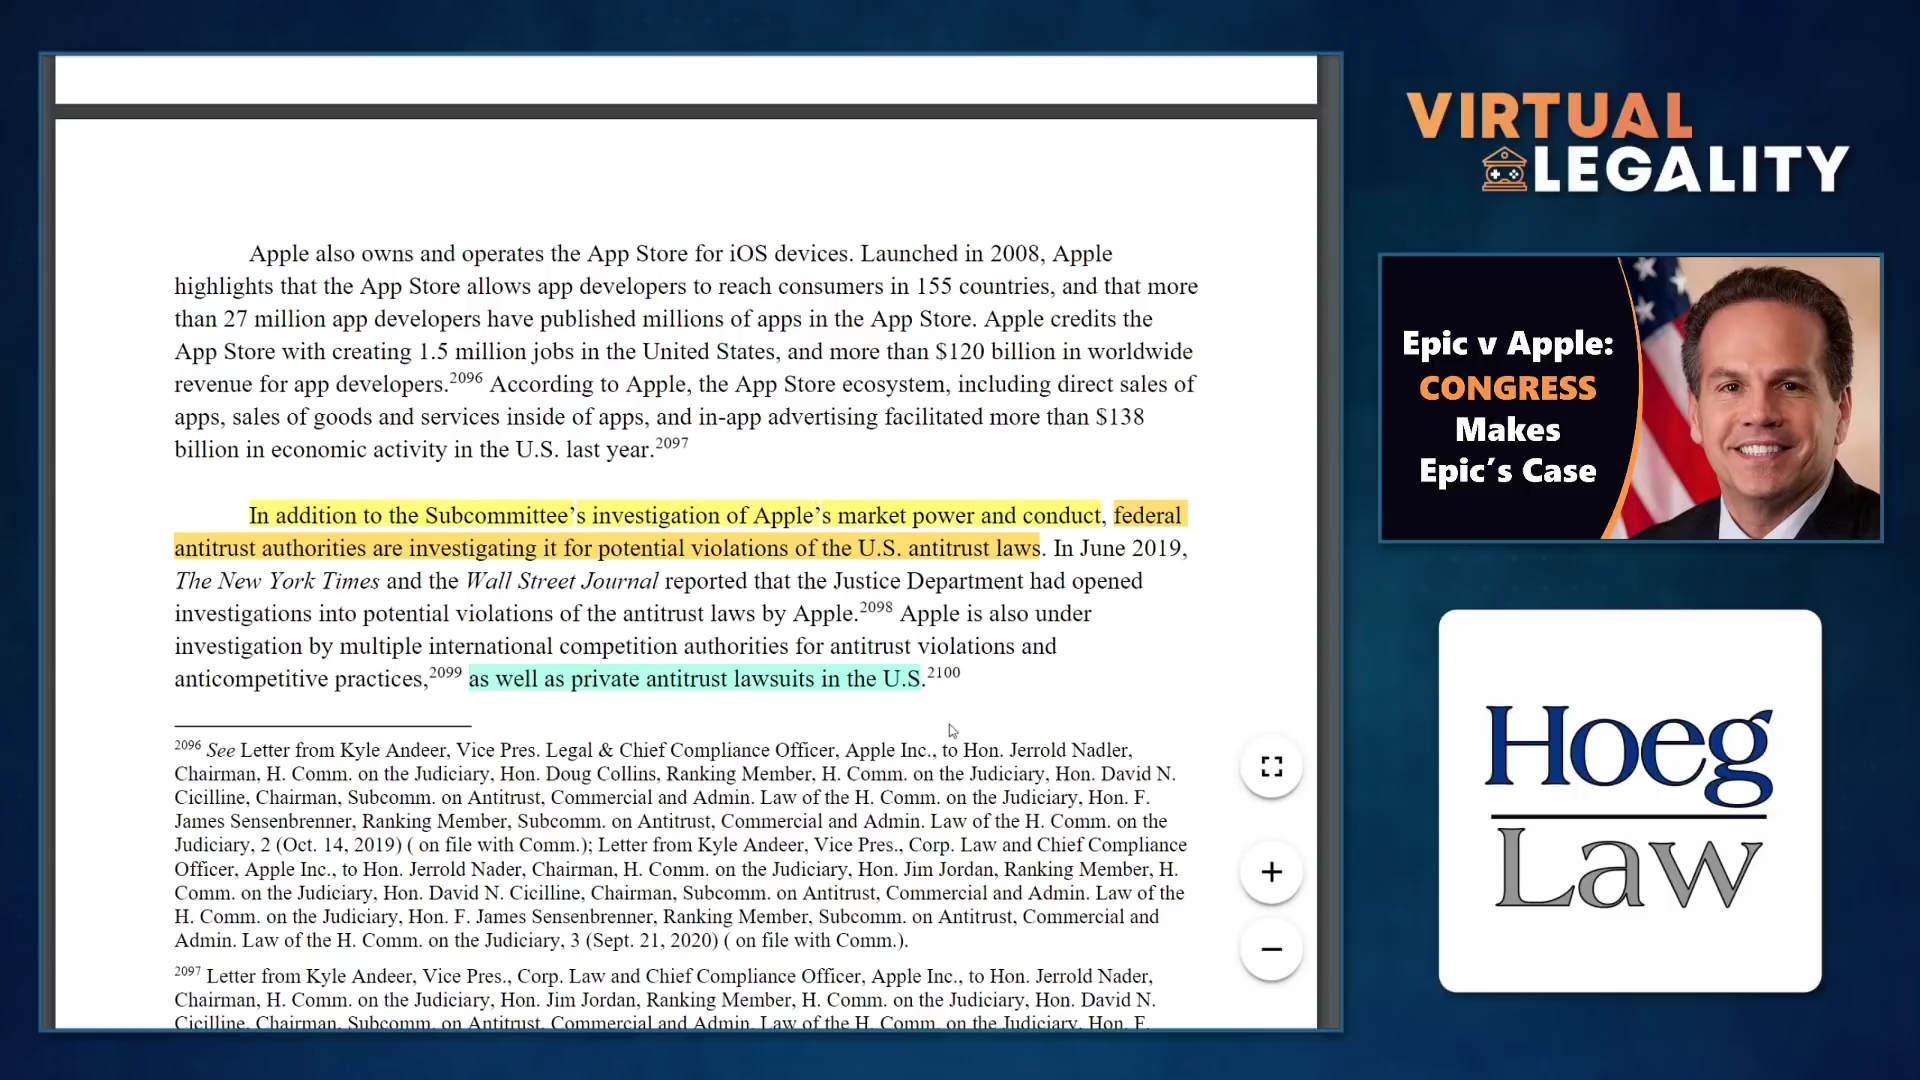 Apple also owns and operates the App Store for iOS devices. Launched in 2008, Apple
highlights that the App Store allows app developers to reach consumers in 155 countries, and that more
than 27 million app developers have published millions of apps in the App Store. Apple credits the
App Store with creating 1.5 million jobs in the United States, and more than $120 billion in worldwide
revenue for app developers.2096 According to Apple, the App Store ecosystem, including direct sales of
apps, sales of goods and services inside of apps, and in-app advertising facilitated more than $138
billion in economic activity in the U.S. last year.2097
In addition to the Subcommittee's investigation of Apple's market power and conduct, federal
antitrust authorities are investigating it for potential violations of the U.S. antitrust laws. In June 2019,
The New York Times and the Wall Street Journal reported that the Justice Department had opened
investigations into potential violations of the antitrust laws by Apple.2098 Apple is also under
investigation by multiple international competition authorities for antitrust violations and
anticompetitive practices,2099 as well as private antitrust lawsuits in the U.S.2100
2096 See Letter from Kyle Andeer, Vice Pres. Legal & Chief Compliance Officer, Apple Inc., to Hon. Jerrold Nadler,
Chairman, H. Comm. on the Judiciary, Hon. Doug Collins, Ranking Member, H. Comm. on the Judiciary, Hon. David N.
Cicilline, Chairman, Subcomm. on Antitrust, Commercial and Admin. Law of the H. Comm. on the Judiciary, Hon. F.
James Sensenbrenner, Ranking Member, Subcomm. on Antitrust, Commercial and Admin. Law of the H. Comm. on the
Judiciary, 2 (Oct. 14, 2019) ( on file with Comm.); Letter from Kyle Andeer, Vice Pres., Corp. Law and Chief Compliance
Officer, Apple Inc., to Hon. Jerrold Nader, Chairman, H. Comm. on the Judiciary, Hon. Jim Jordan, Ranking Member, H.
Comm. on the Judiciary, Hon. David N. Cicilline, Chairman, Subcomm. on Antitrust, Commercial and Admin. Law of the
H. Comm. on the Judiciary, Hon. F. James Sensenbrenner, Ranking Member, Subcomm. on Antitrust, Commercial and
Admin. Law of the H. Comm. on the Judiciary, 3 (Sept. 21, 2020) ( on file with Comm.).
2097 Letter from Kyle Andeer, Vice Pres., Corp. Law and Chief Compliance Officer, Apple Inc., to Hon. Jerrold Nader,
Chairman, H. Comm. on the Judiciary, Hon. Jim Jordan, Ranking Member, H. Comm. on the Judiciary, Hon. David N.
Cicilline, Chairman, Subcomm. on Antitrust, Commercial and Admin. Law of the H. Comm. on the Judiciary, Hon. F.
VIRTUAL
LEGALITY
Epic v Apple:
CONGRESS
Makes
Epic's Case
Hoeg
Law